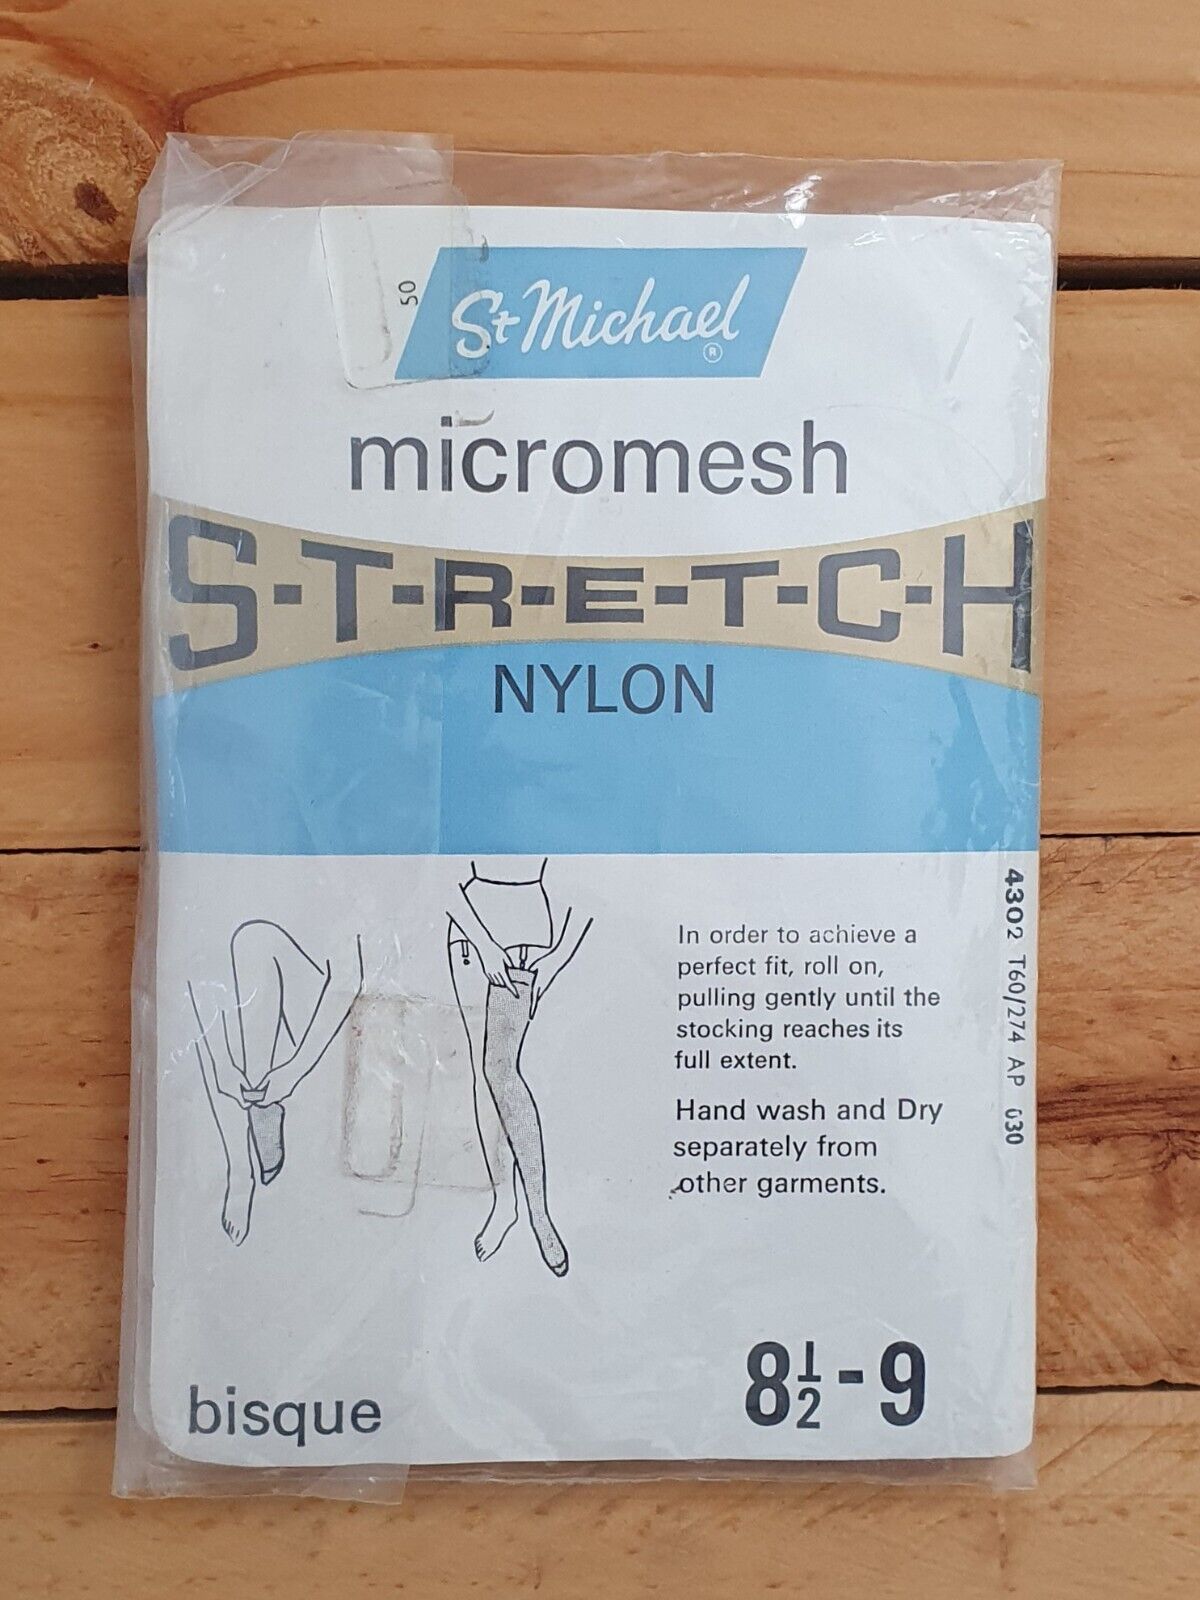 50
St Michael
®
micromesh
S-T-R-E-T-C-H
NYLON
In order to achieve a
perfect fit, roll on,
pulling gently until the
stocking reaches its
full extent.
Hand wash and Dry
separately from
other garments.
4302 T60/274 AP 030
bisque
8½-9